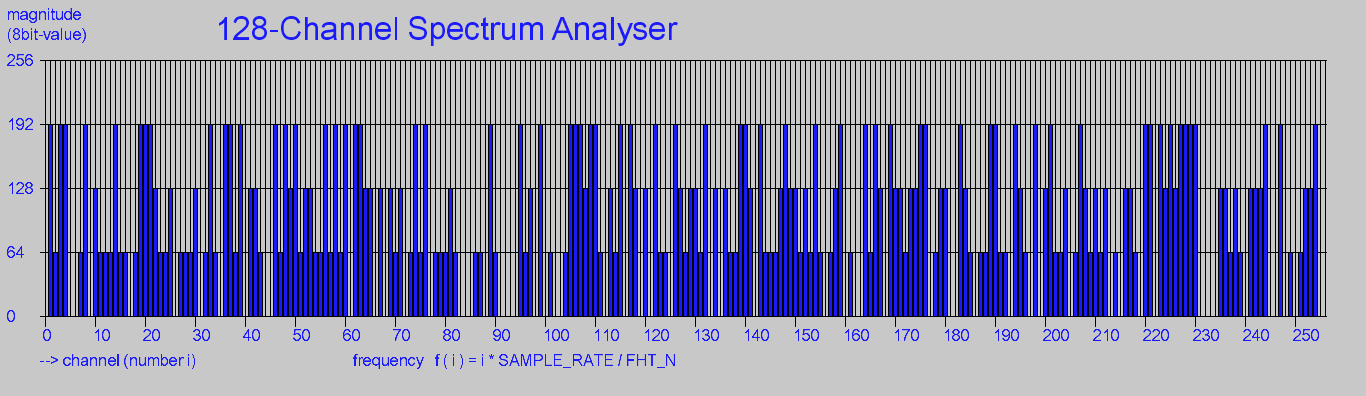 magnitude
(8bit-value)
128-Channel Spectrum Analyser
256
192
128
64
0
0 10 20 30 40 50 60 70 80 90 100 110 120 130 140 150 160 170 180 190 200 210 220 230 240 250
--> channel (number i)
frequency f ( i ) = i * SAMPLE_RATE / FHT_N